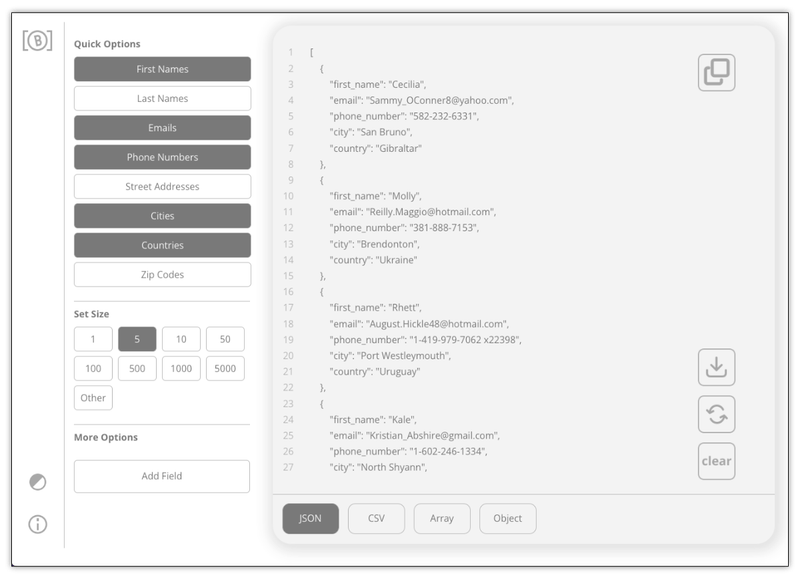 [B]
Quick Options
First Names
Last Names
Emails
Phone Numbers
Street Addresses
Cities
Countries
Zip Codes
Set Size
1 5 10 50
100 500 1000 5000
Other
More Options
Add Field
1 [
2 {
3 "first_name": "Cecilia",
4 "email": "Sammy_OConner8@yahoo.com",
5 "phone_number": "582-232-6331",
6 "city": "San Bruno",
7 "country": "Gibraltar"
8 },
9 {
10 "first_name": "Molly",
11 "email": "Reilly.Maggio@hotmail.com",
12 "phone_number": "381-888-7153",
13 "city": "Brendonton",
14 "country": "Ukraine"
15 },
16 {
17 "first_name": "Rhett",
18 "email": "August.Hickle48@hotmail.com",
19 "phone_number": "1-419-979-7062 x22398",
20 "city": "Port Westleymouth",
21 "country": "Uruguay"
22 },
23 {
24 "first_name": "Kale",
25 "email": "Kristian_Abshire@gmail.com",
26 "phone_number": "1-602-246-1334",
27 "city": "North Shyann",
clear
JSON CSV Array Object